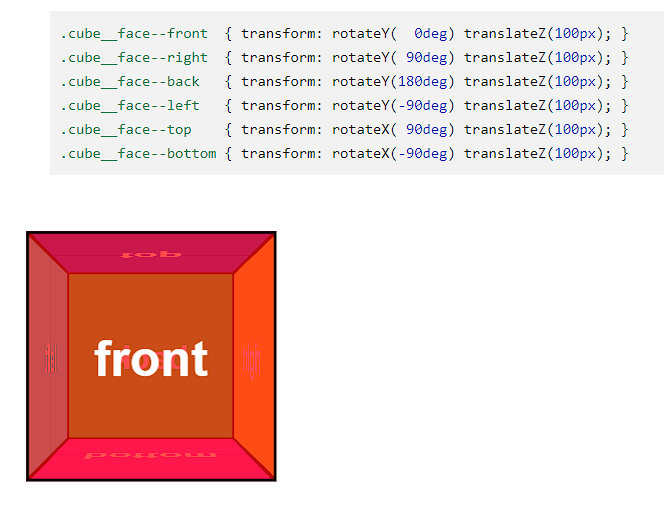 .cube__face--front  { transform: rotateY(  0deg) translateZ(100px); }
.cube__face--right  { transform: rotateY( 90deg) translateZ(100px); }
.cube__face--back   { transform: rotateY(180deg) translateZ(100px); }
.cube__face--left   { transform: rotateY(-90deg) translateZ(100px); }
.cube__face--top    { transform: rotateX( 90deg) translateZ(100px); }
.cube__face--bottom { transform: rotateX(-90deg) translateZ(100px); }
top
front
back
bottom